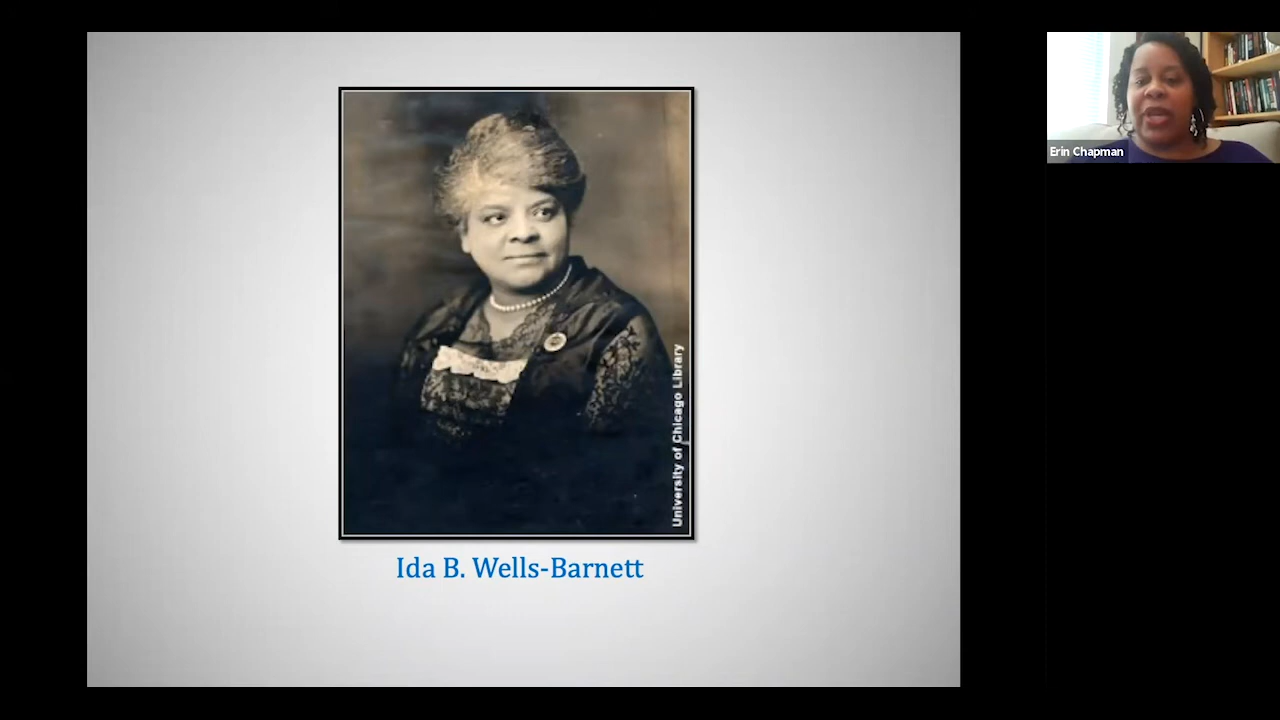 Erin Chapman
University of Chicago Library
Ida B. Wells-Barnett